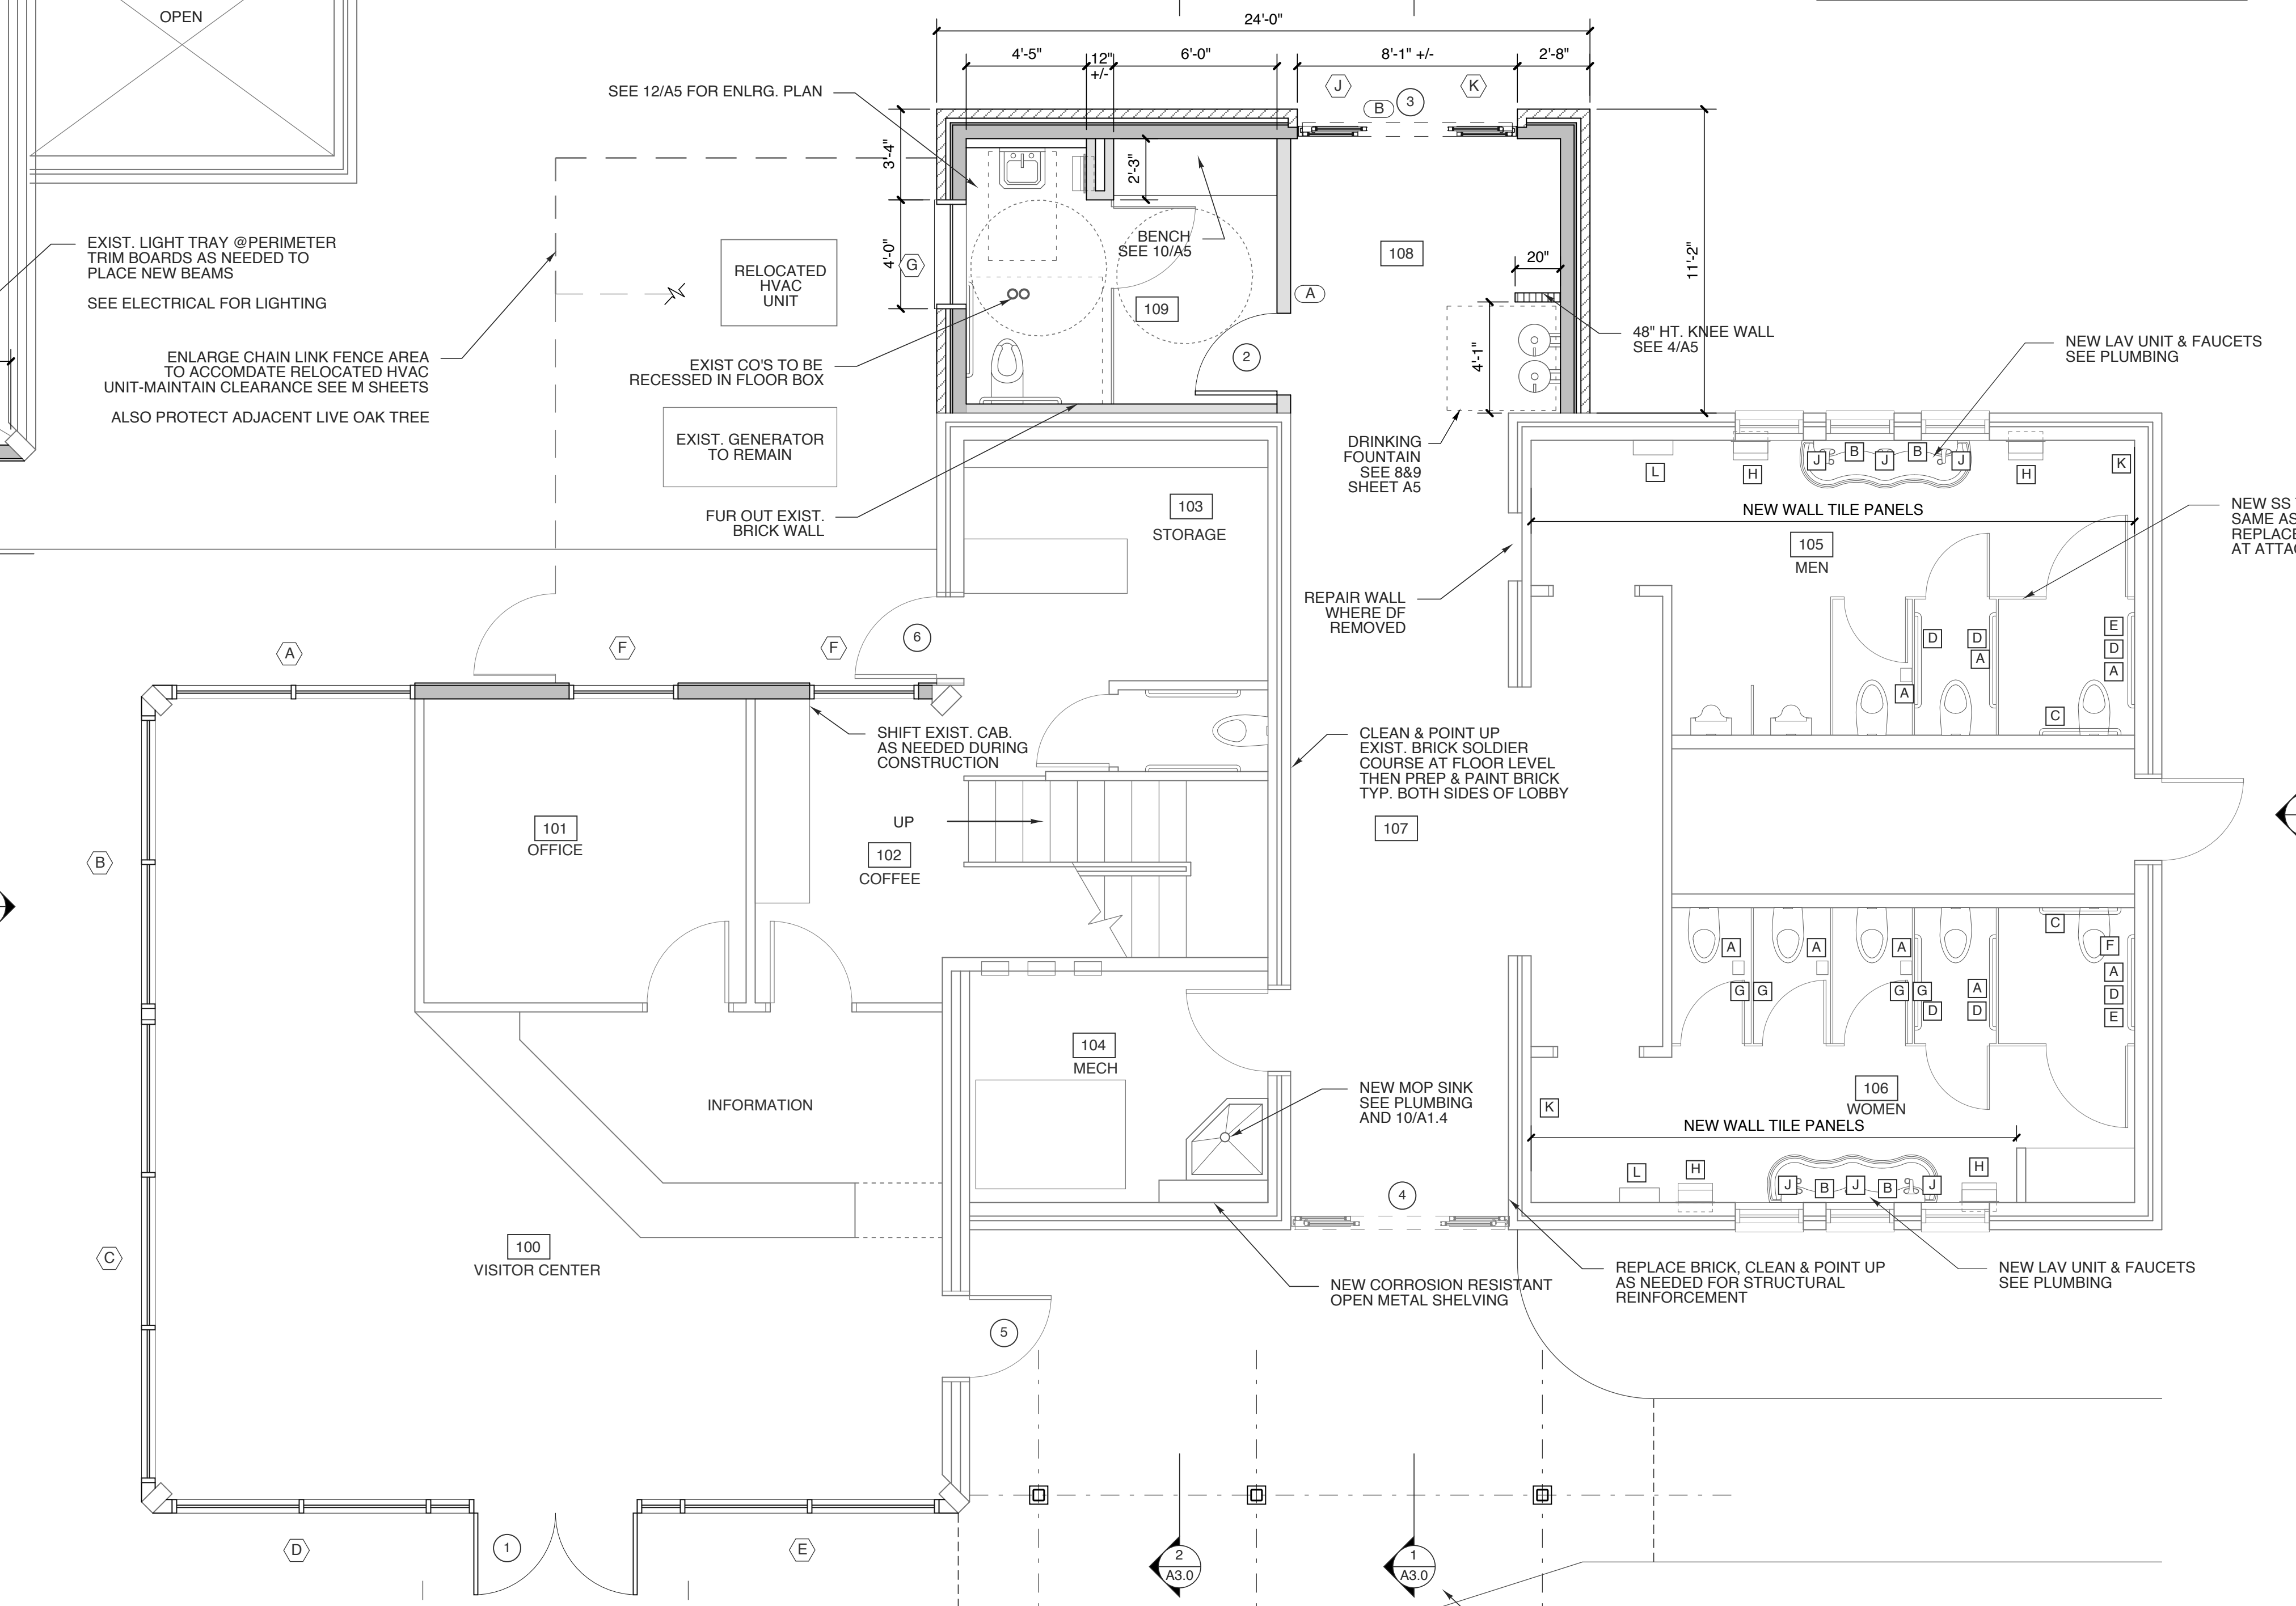 OPEN
24'-0"
4'-5"
12"
+/-
6'-0"
8'-1" +/-
2'-8"
J
B
3
K
SEE 12/A5 FOR ENLRG. PLAN
3'-4"
2'-3"
4'-0"
G
11'-2"
BENCH
SEE 10/A5
108
20"
A
109
2
4'-1"
EXIST. LIGHT TRAY @PERIMETER
TRIM BOARDS AS NEEDED TO
PLACE NEW BEAMS
SEE ELECTRICAL FOR LIGHTING
RELOCATED
HVAC
UNIT
ENLARGE CHAIN LINK FENCE AREA
TO ACCOMDATE RELOCATED HVAC
UNIT-MAINTAIN CLEARANCE SEE M SHEETS
ALSO PROTECT ADJACENT LIVE OAK TREE
EXIST CO'S TO BE
RECESSED IN FLOOR BOX
EXIST. GENERATOR
TO REMAIN
FUR OUT EXIST.
BRICK WALL
48" HT. KNEE WALL
SEE 4/A5
NEW LAV UNIT & FAUCETS
SEE PLUMBING
DRINKING
FOUNTAIN
SEE 8&9
SHEET A5
103
STORAGE
L
H
J
B
J
B
J
H
K
NEW WALL TILE PANELS
105
MEN
NEW SS
SAME AS
REPLACE
AT ATTA
REPAIR WALL
WHERE DF
REMOVED
D
D
A
A
E
D
A
C
A
F
F
6
SHIFT EXIST. CAB.
AS NEEDED DURING
CONSTRUCTION
CLEAN & POINT UP
EXIST. BRICK SOLDIER
COURSE AT FLOOR LEVEL
THEN PREP & PAINT BRICK
TYP. BOTH SIDES OF LOBBY
101
OFFICE
UP
102
COFFEE
107
B
C
A
A
A
F
A
D
E
G
G
G
G
D
A
D
104
MECH
106
WOMEN
K
NEW WALL TILE PANELS
NEW MOP SINK
SEE PLUMBING
AND 10/A1.4
INFORMATION
L
H
J
B
J
B
J
H
4
100
VISITOR CENTER
C
NEW CORROSION RESISTANT
OPEN METAL SHELVING
REPLACE BRICK, CLEAN & POINT UP
AS NEEDED FOR STRUCTURAL
REINFORCEMENT
NEW LAV UNIT & FAUCETS
SEE PLUMBING
5
D
1
E
2
A3.0
1
A3.0